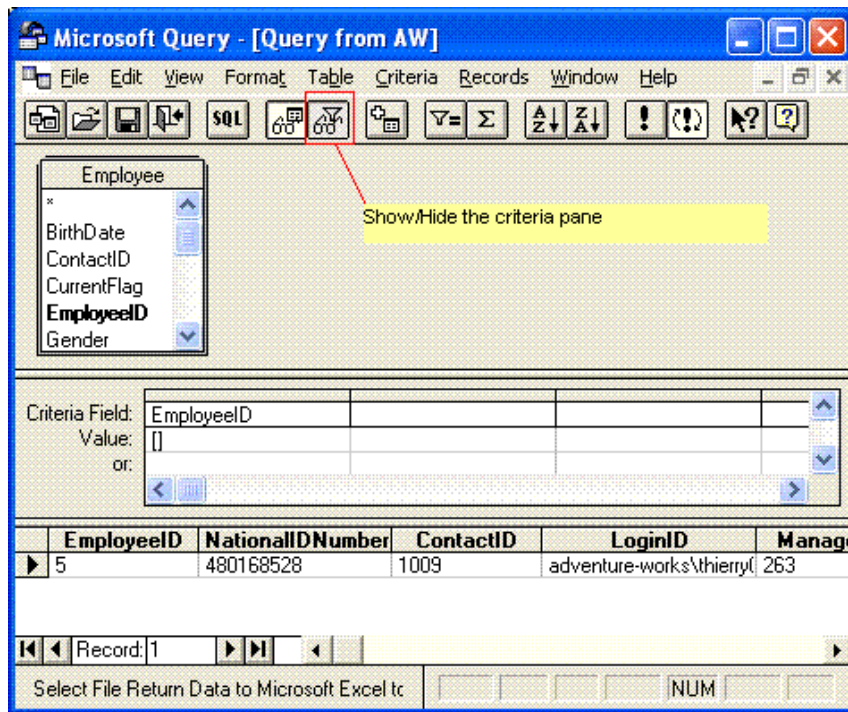 Microsoft Query - [Query from AW]
File Edit View Format Table Criteria Records Window Help
SQL
Employee
*
BirthDate
ContactID
CurrentFlag
EmployeeID
Gender
Show/Hide the criteria pane
Criteria Field: EmployeeID
Value: []
or:
EmployeeID NationalIDNumber ContactID LoginID Manag
5 480168528 1009 adventure-works\thierry 263
Record: 1
Select File Return Data to Microsoft Excel to NUM